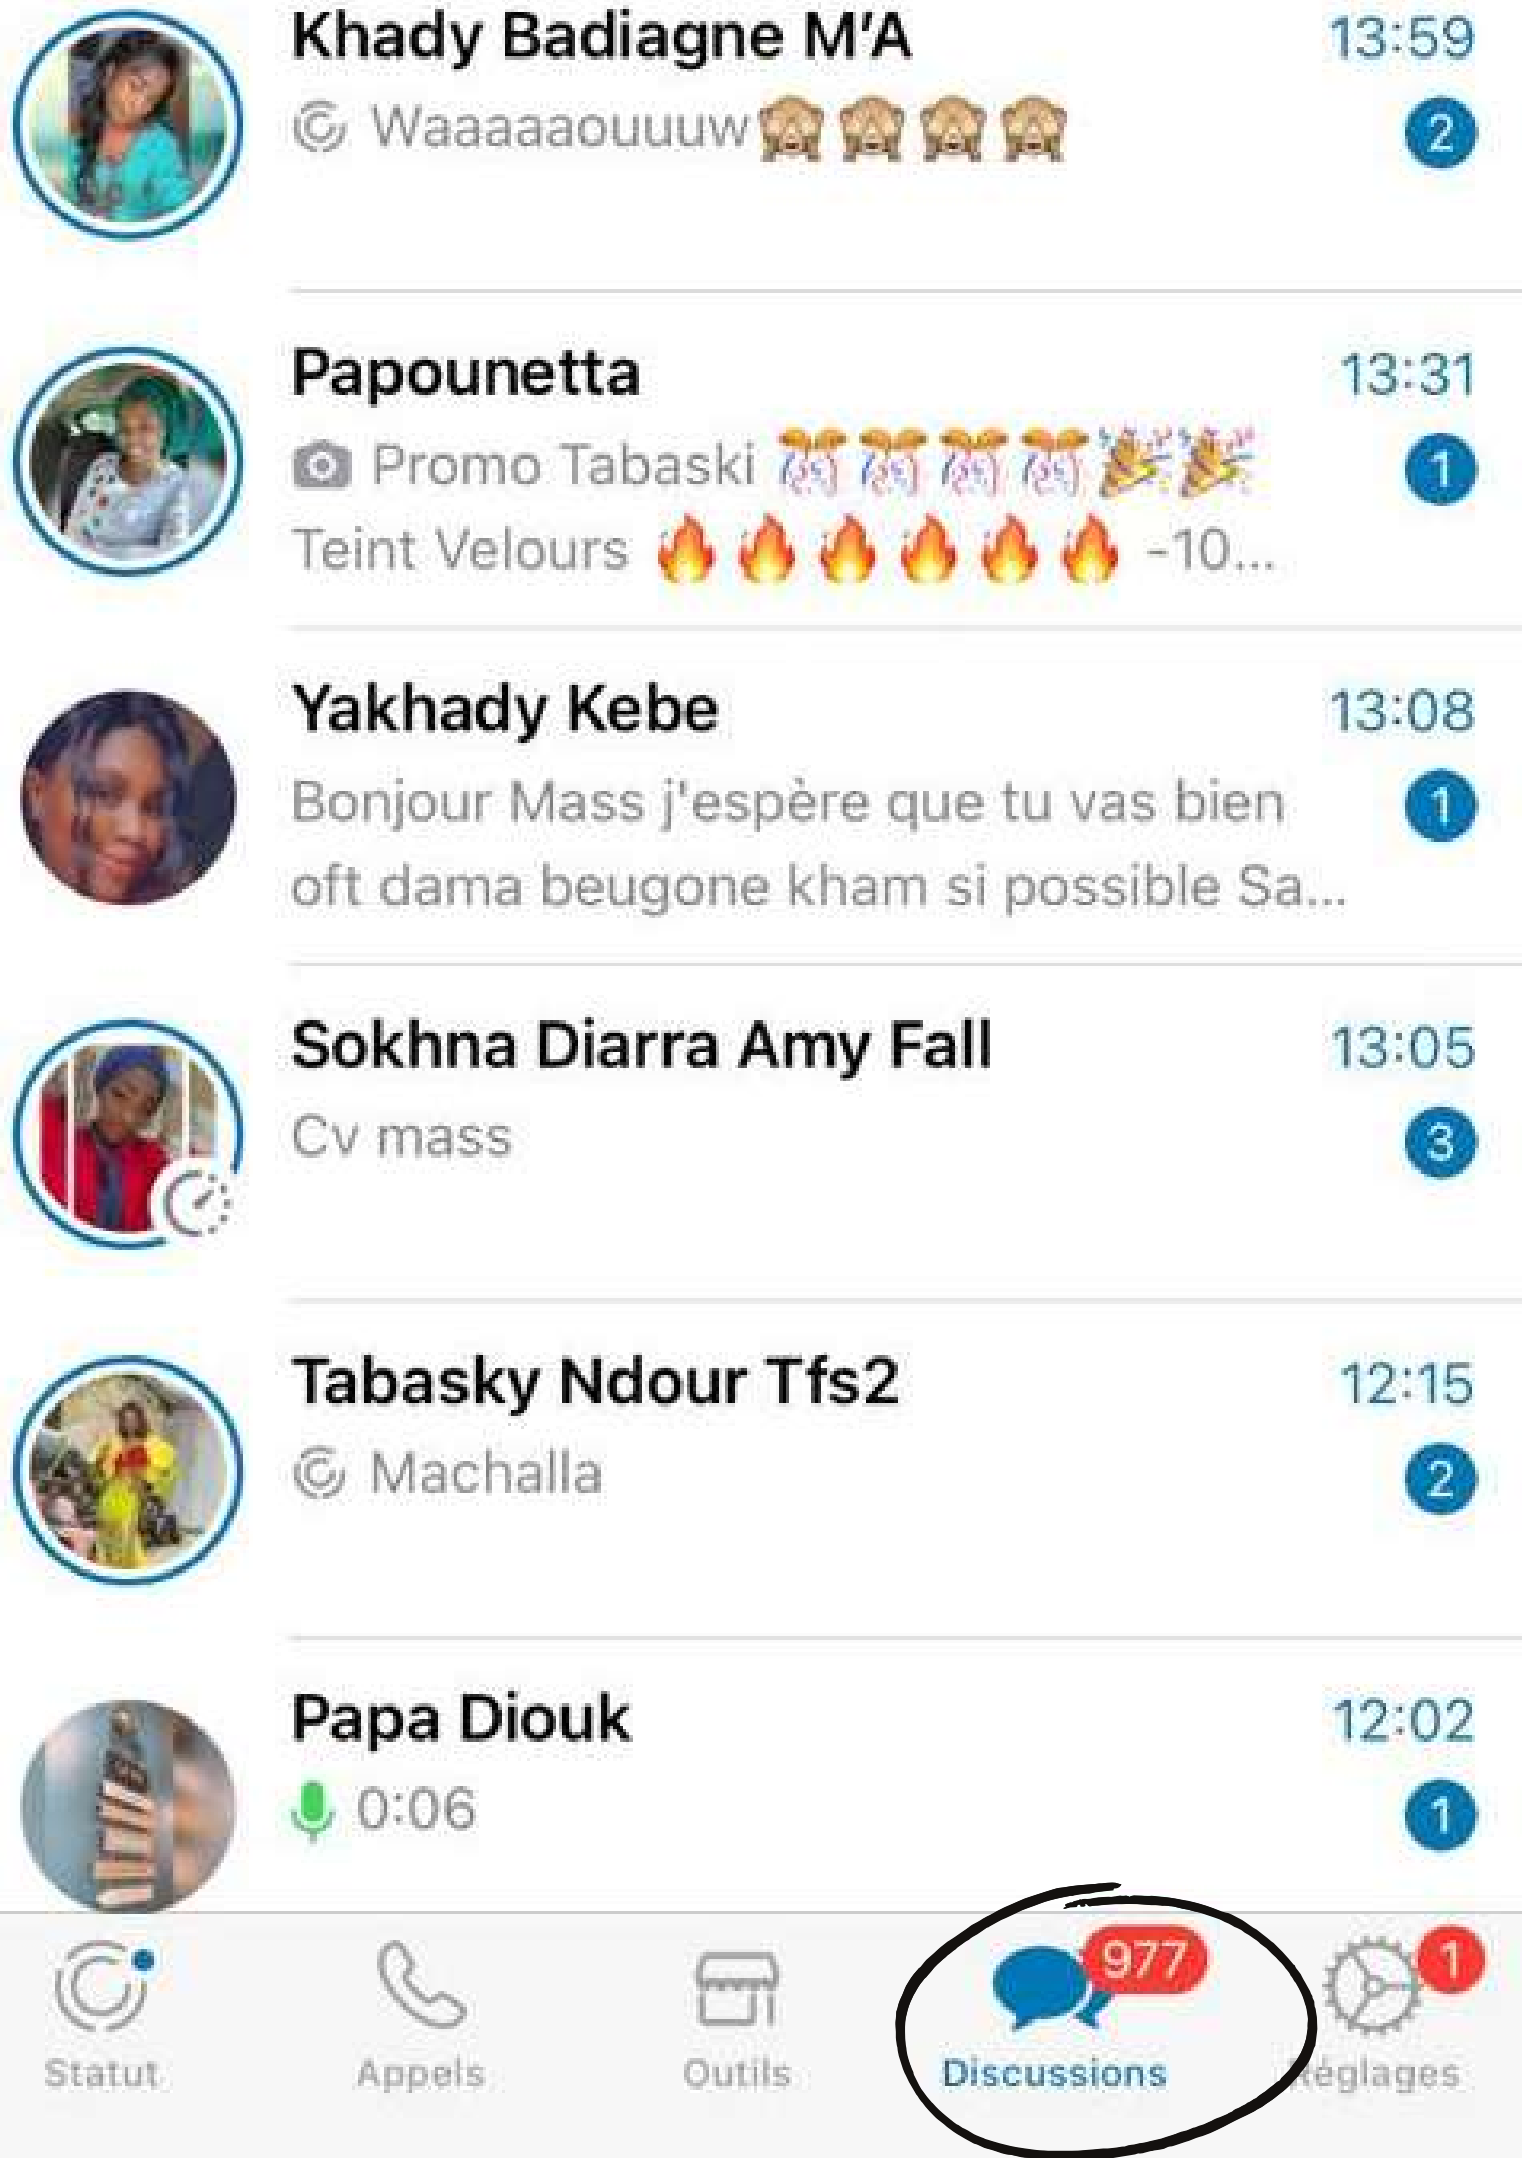 Khady Badiagne M'A 13:59
Waaaaaouuuw🙈🙈🙈🙈 2
Papounetta 13:31
Promo Tabaski 🎊🎊🎊🎊🎉🎉 1
Teint Velours 🔥🔥🔥🔥🔥🔥 -10...
Yakhady Kebe 13:08
Bonjour Mass j'espère que tu vas bien 1
oft dama beugone kham si possible Sa...
Sokhna Diarra Amy Fall 13:05
Cv mass 3
Tabasky Ndour Tfs2 12:15
Machalla 2
Papa Diouk 12:02
0:06 1
977 1
Statut Appels Outils Discussions Réglages